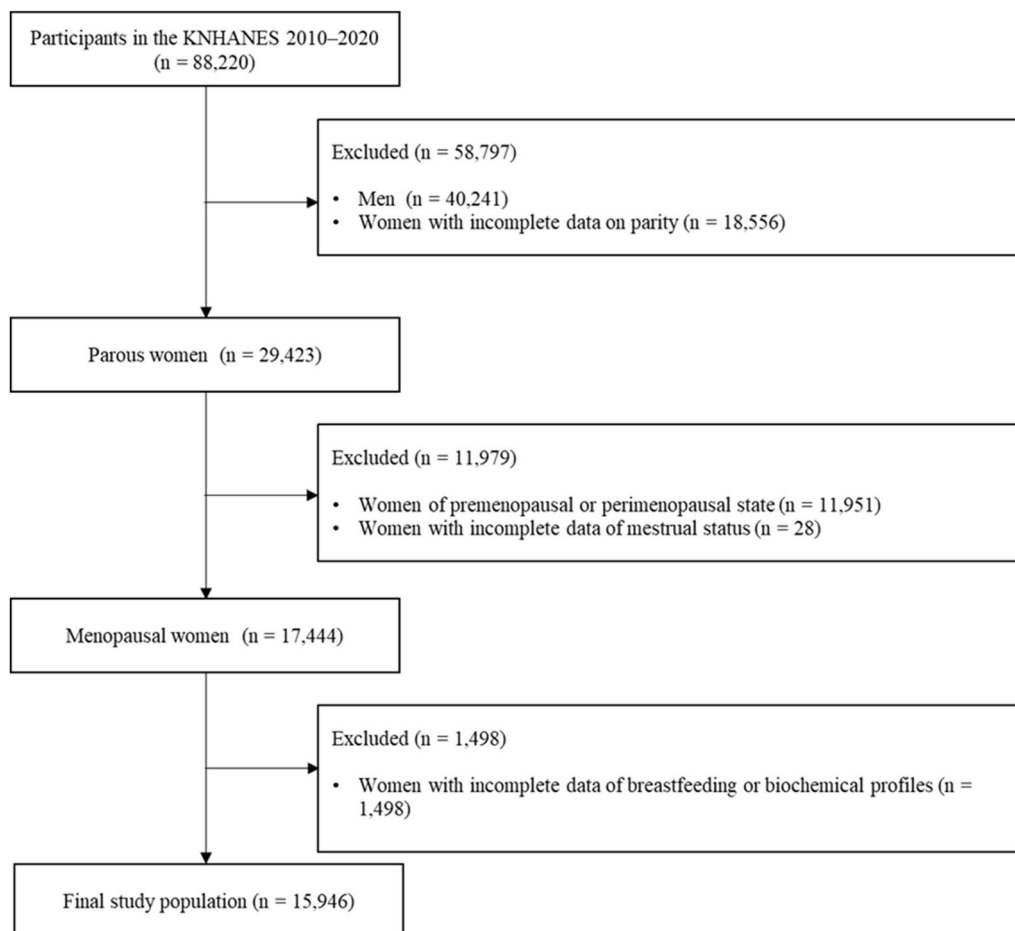 Participants in the KNHANES 2010–2020
(n = 88,220)
Excluded (n = 58,797)
• Men (n = 40,241)
• Women with incomplete data on parity (n = 18,556)
Parous women (n = 29,423)
Excluded (n = 11,979)
• Women of premenopausal or perimenopausal state (n = 11,951)
• Women with incomplete data of mestrual status (n = 28)
Menopausal women (n = 17,444)
Excluded (n = 1,498)
• Women with incomplete data of breastfeeding or biochemical profiles (n =
1,498)
Final study population (n = 15,946)